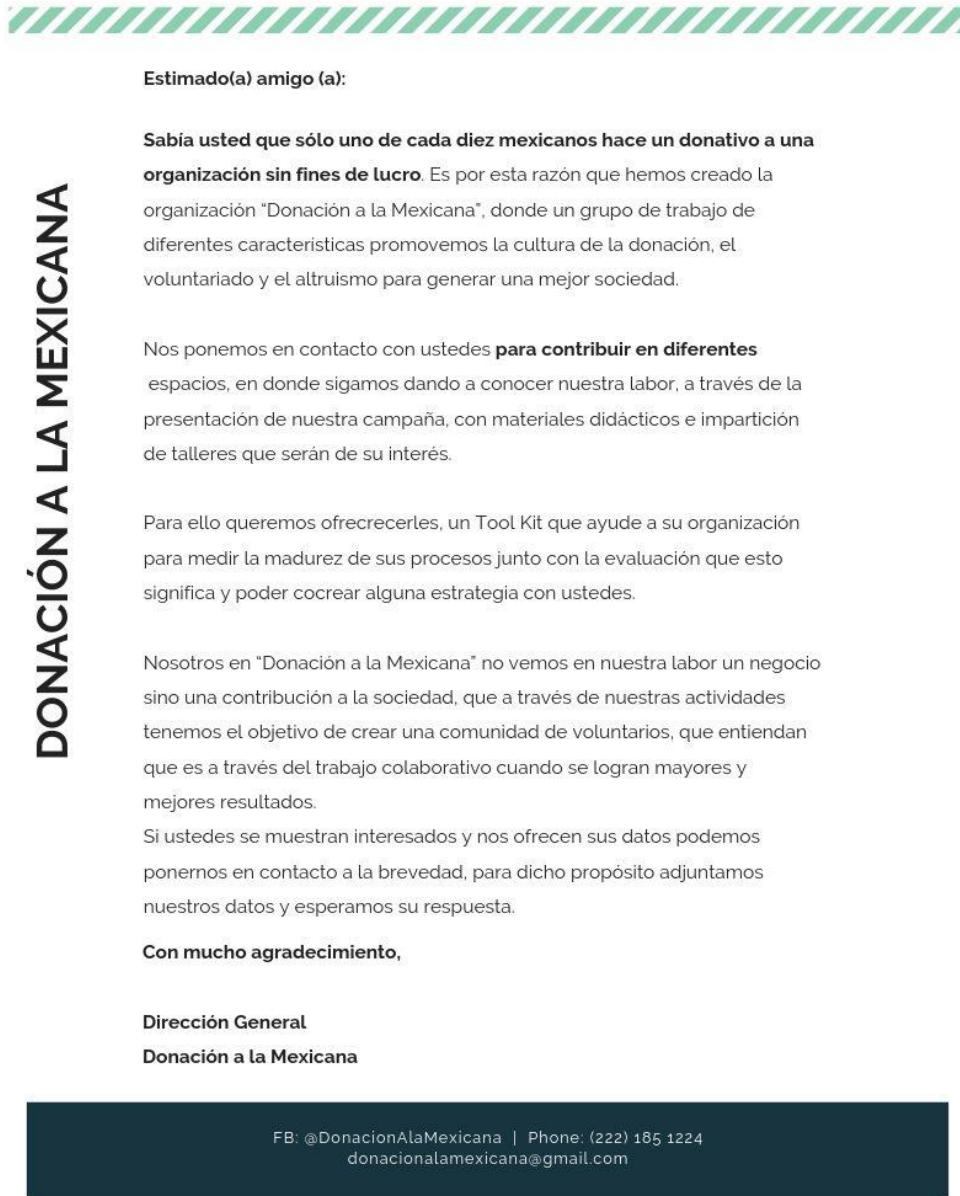 DONACIÓN A LA MEXICANA
Estimado(a) amigo (a):
Sabía usted que sólo uno de cada diez mexicanos hace un donativo a una
organización sin fines de lucro. Es por esta razón que hemos creado la
organización “Donación a la Mexicana”, donde un grupo de trabajo de
diferentes características promovemos la cultura de la donación, el
voluntariado y el altruismo para generar una mejor sociedad.
Nos ponemos en contacto con ustedes para contribuir en diferentes
espacios, en donde sigamos dando a conocer nuestra labor, a través de la
presentación de nuestra campaña, con materiales didácticos e impartición
de talleres que serán de su interés.
Para ello queremos ofrecrecerles, un Tool Kit que ayude a su organización
para medir la madurez de sus procesos junto con la evaluación que esto
significa y poder cocrear alguna estrategia con ustedes.
Nosotros en “Donación a la Mexicana” no vemos en nuestra labor un negocio
sino una contribución a la sociedad, que a través de nuestras actividades
tenemos el objetivo de crear una comunidad de voluntarios, que entiendan
que es a través del trabajo colaborativo cuando se logran mayores y
mejores resultados.
Si ustedes se muestran interesados y nos ofrecen sus datos podemos
ponernos en contacto a la brevedad, para dicho propósito adjuntamos
nuestros datos y esperamos su respuesta.
Con mucho agradecimiento,
Dirección General
Donación a la Mexicana
FB: @DonacionAlaMexicana | Phone: (222) 185 1224
donacionalamexicana@gmail.com